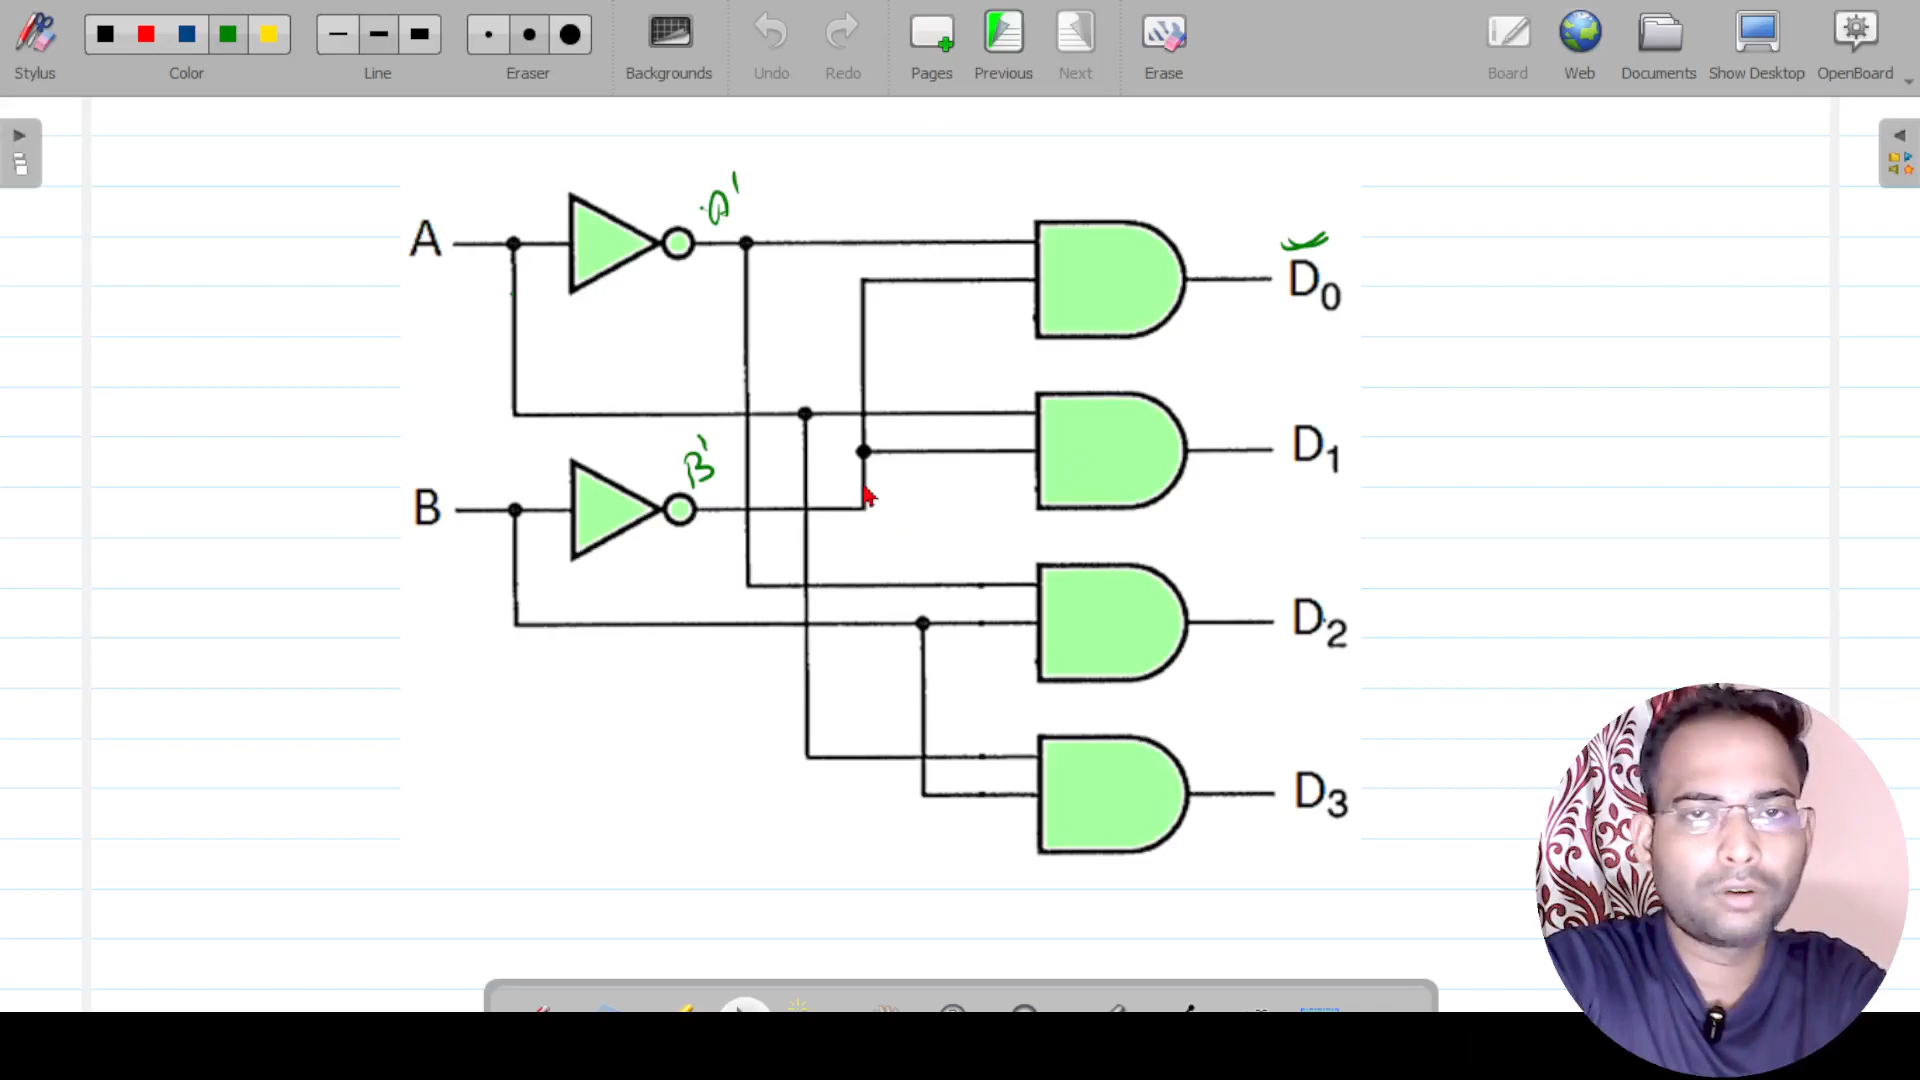 Stylus Color Line Eraser Backgrounds Undo Redo Pages Previous Next Erase Board Web Documents Show Desktop OpenBoard
A'
A
D0
B'
D1
B
D2
D3